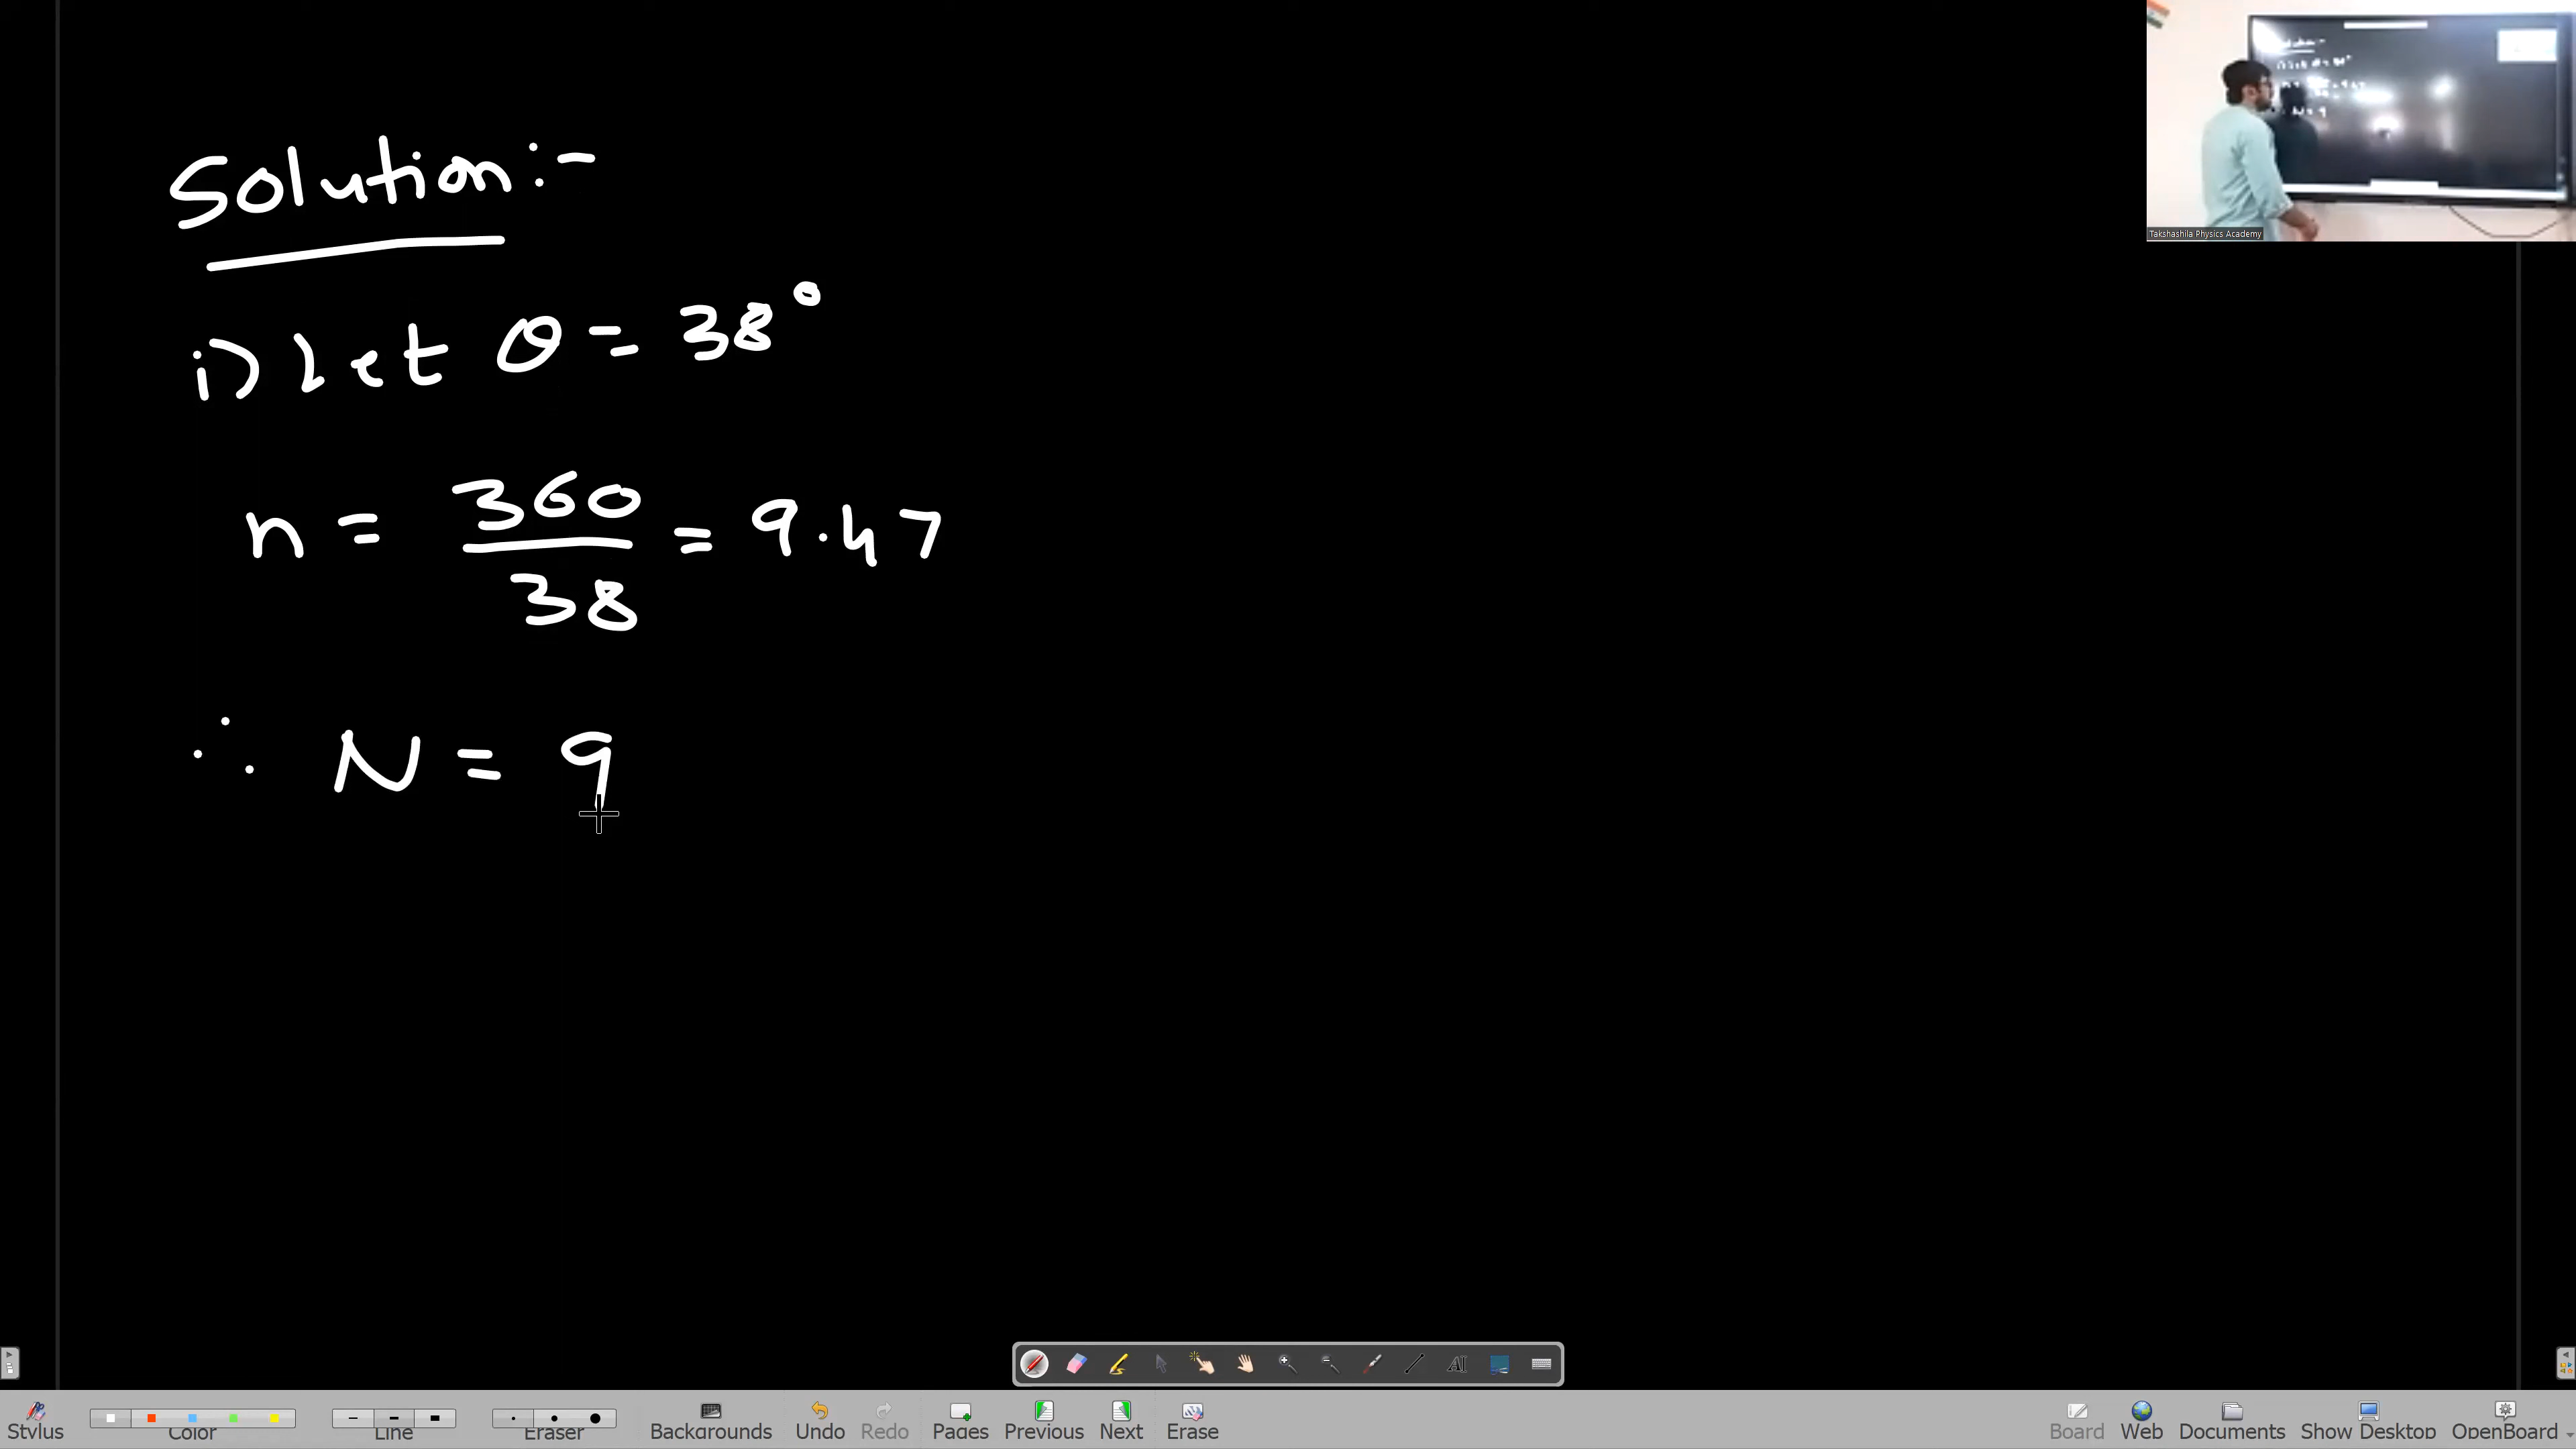 Solution:-
i) let θ = 38°
n = 360/38 = 9.47
∴ N = 9
Takshashila Physics Academy
Stylus Color Line Eraser Backgrounds Undo Redo Pages Previous Next Erase Board Web Documents Show Desktop OpenBoard